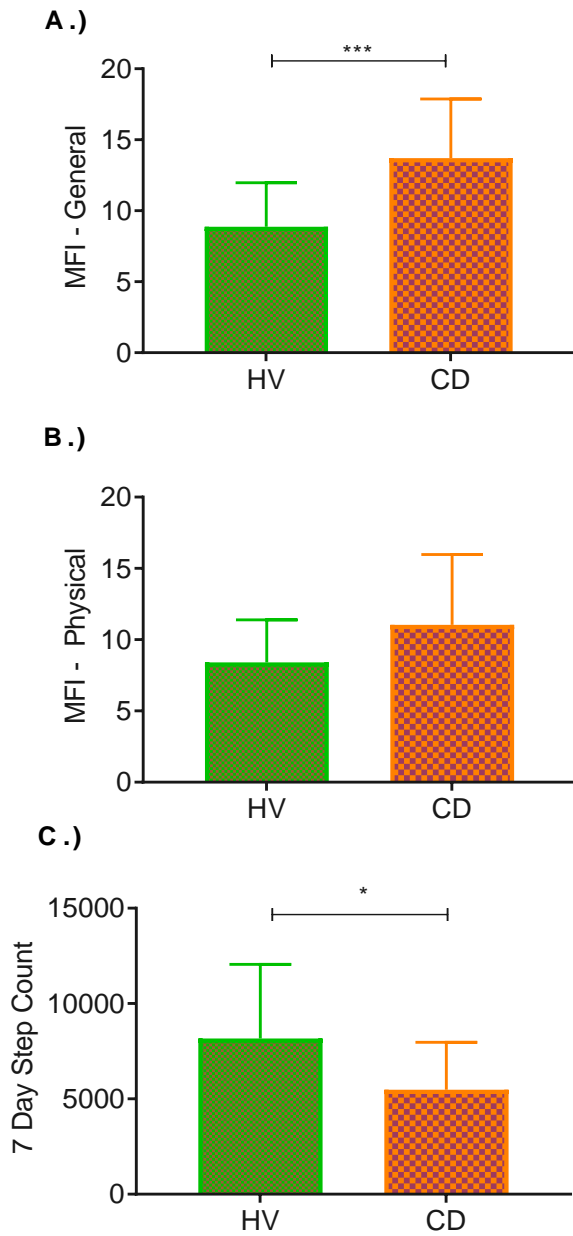 A.)
***
20
15
10
5
0
MFI - General
HV CD
B.)
20
15
10
5
0
MFI - Physical
HV CD
C.)
*
15000
10000
5000
0
7 Day Step Count
HV CD